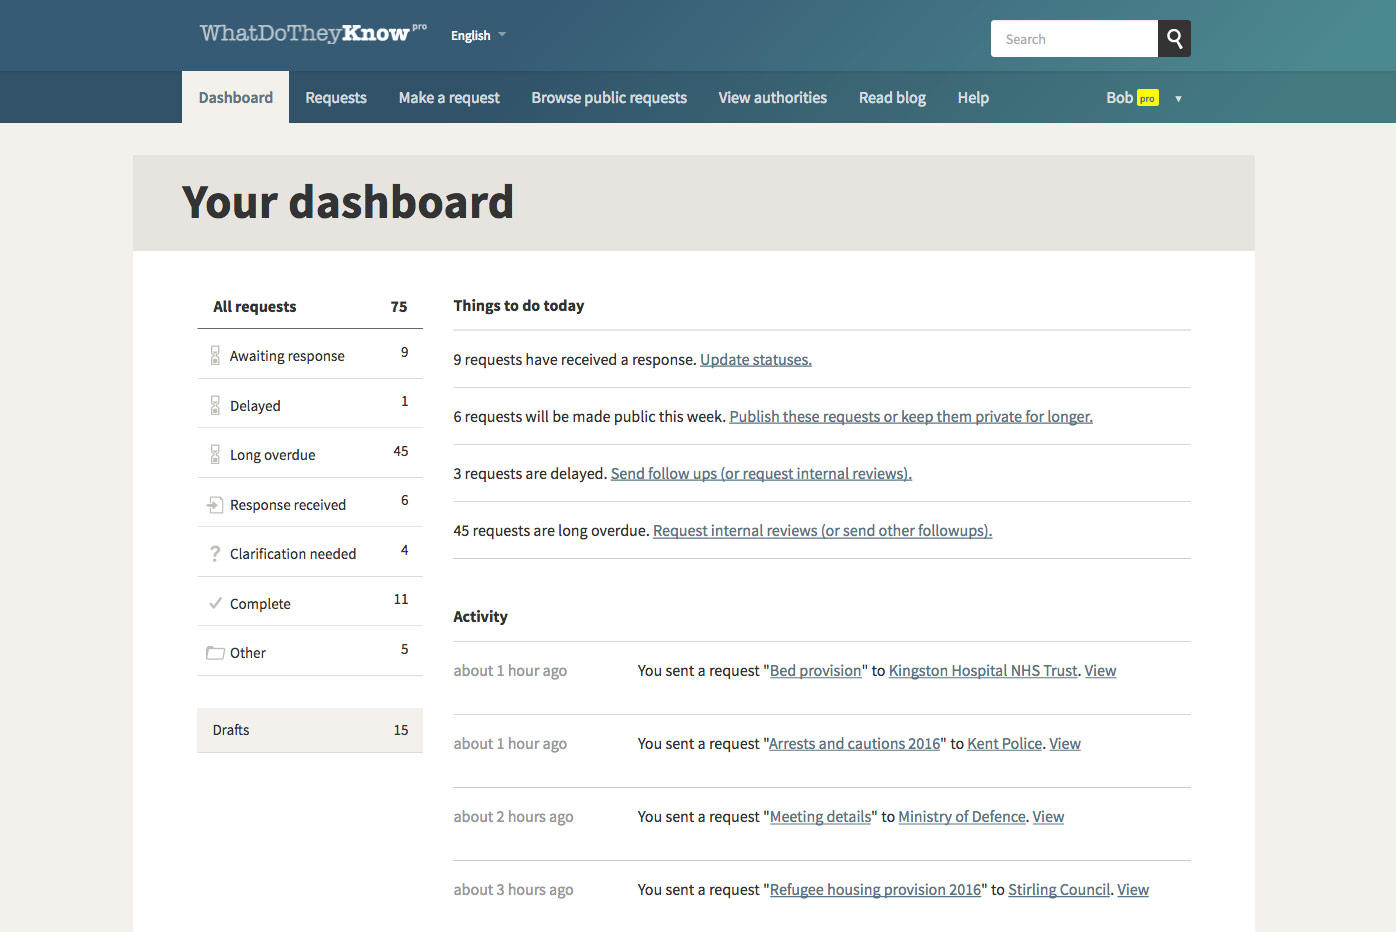 WhatDoTheyKnow pro
English
Search
Dashboard
Requests
Make a request
Browse public requests
View authorities
Read blog
Help
Bob pro
Your dashboard
All requests 75
Awaiting response 9
Delayed 1
Long overdue 45
Response received 6
Clarification needed 4
Complete 11
Other 5
Drafts 15
Things to do today
9 requests have received a response. Update statuses.
6 requests will be made public this week. Publish these requests or keep them private for longer.
3 requests are delayed. Send follow ups (or request internal reviews).
45 requests are long overdue. Request internal reviews (or send other followups).
Activity
about 1 hour ago You sent a request "Bed provision" to Kingston Hospital NHS Trust. View
about 1 hour ago You sent a request "Arrests and cautions 2016" to Kent Police. View
about 2 hours ago You sent a request "Meeting details" to Ministry of Defence. View
about 3 hours ago You sent a request "Refugee housing provision 2016" to Stirling Council. View